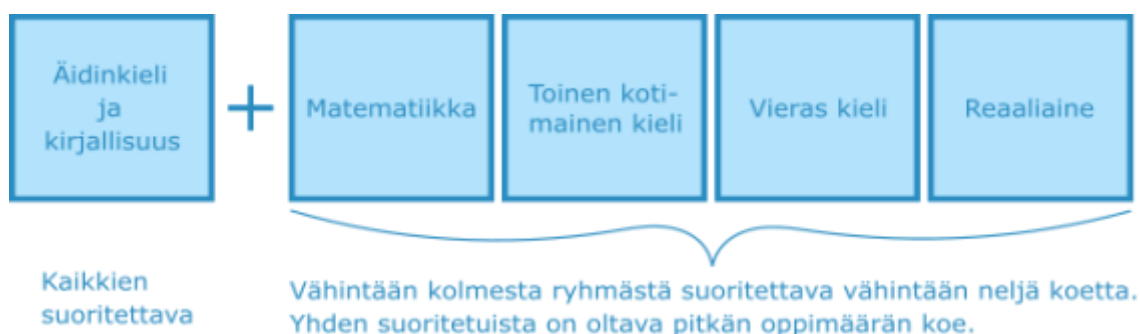 Äidinkieli
ja
kirjallisuus
+
Matematiikka
Toinen koti-
mainen kieli
Vieras kieli
Reaaliaine
Kaikkien
suoritettava
Vähintään kolmesta ryhmästä suoritettava vähintään neljä koetta.
Yhden suoritetuista on oltava pitkän oppimäärän koe.